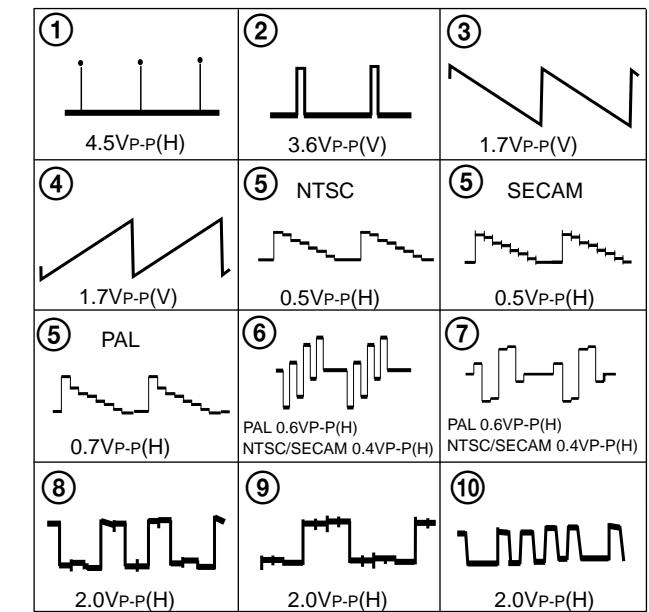 ① ② ③
4.5VP-P(H) 3.6VP-P(V) 1.7VP-P(V)
④ ⑤ NTSC ⑤ SECAM
1.7VP-P(V) 0.5VP-P(H) 0.5VP-P(H)
⑤ PAL ⑥ ⑦
0.7VP-P(H)
PAL 0.6VP-P(H)
NTSC/SECAM 0.4VP-P(H)
PAL 0.6VP-P(H)
NTSC/SECAM 0.4VP-P(H)
⑧ ⑨ ⑩
2.0VP-P(H) 2.0VP-P(H) 2.0VP-P(H)